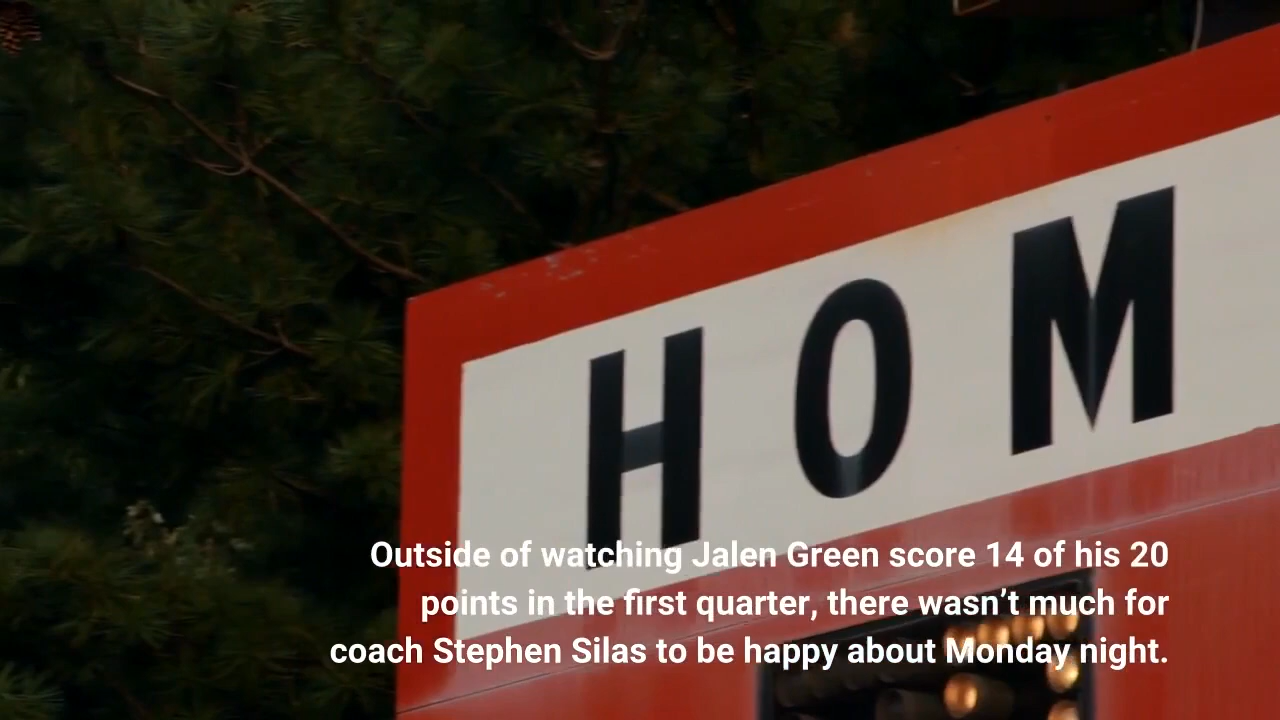 HOM
Outside of watching Jalen Green score 14 of his 20
points in the first quarter, there wasn’t much for
coach Stephen Silas to be happy about Monday night.